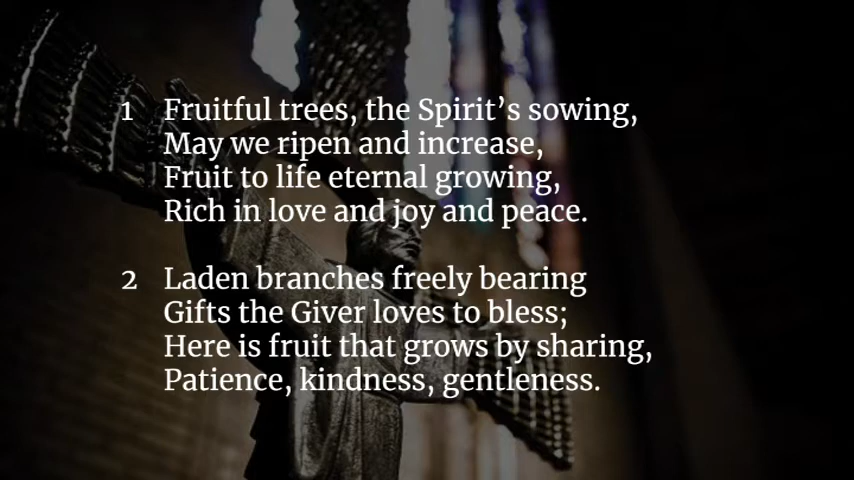 1 Fruitful trees, the Spirit’s sowing,
May we ripen and increase,
Fruit to life eternal growing,
Rich in love and joy and peace.
2 Laden branches freely bearing
Gifts the Giver loves to bless;
Here is fruit that grows by sharing,
Patience, kindness, gentleness.